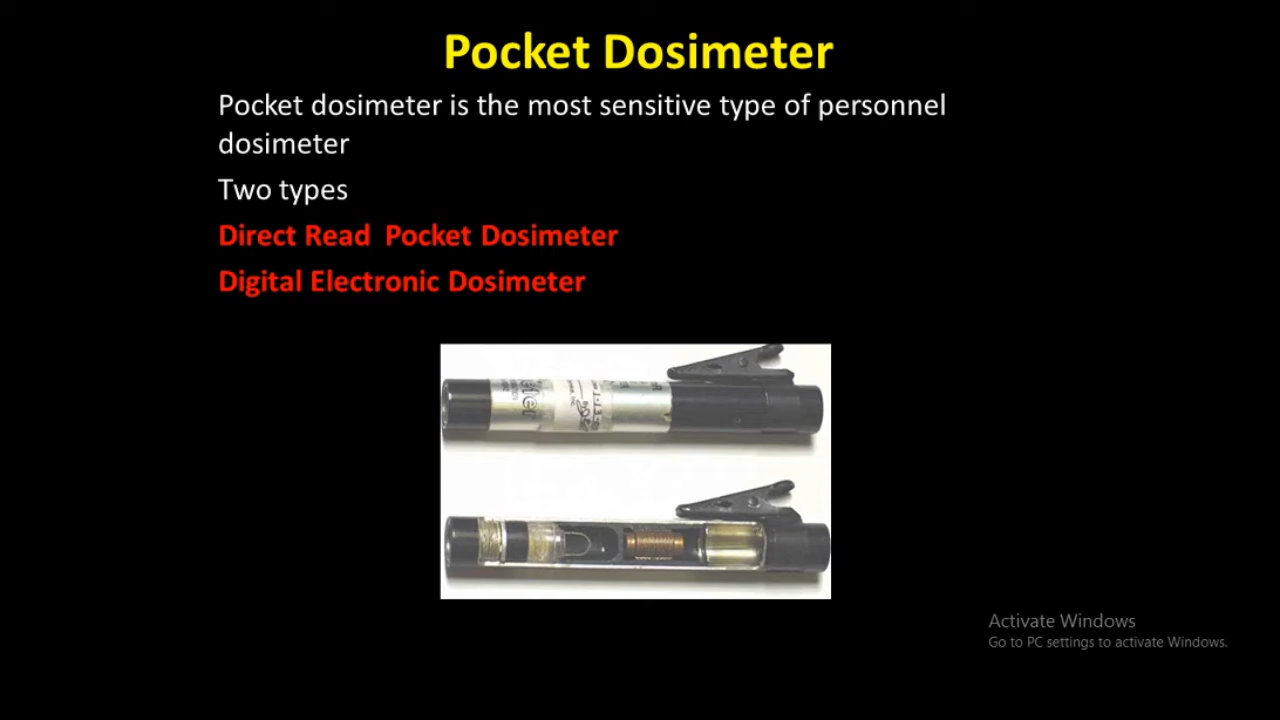 Pocket Dosimeter
Pocket dosimeter is the most sensitive type of personnel
dosimeter
Two types
Direct Read Pocket Dosimeter
Digital Electronic Dosimeter
Activate Windows
Go to PC settings to activate Windows.